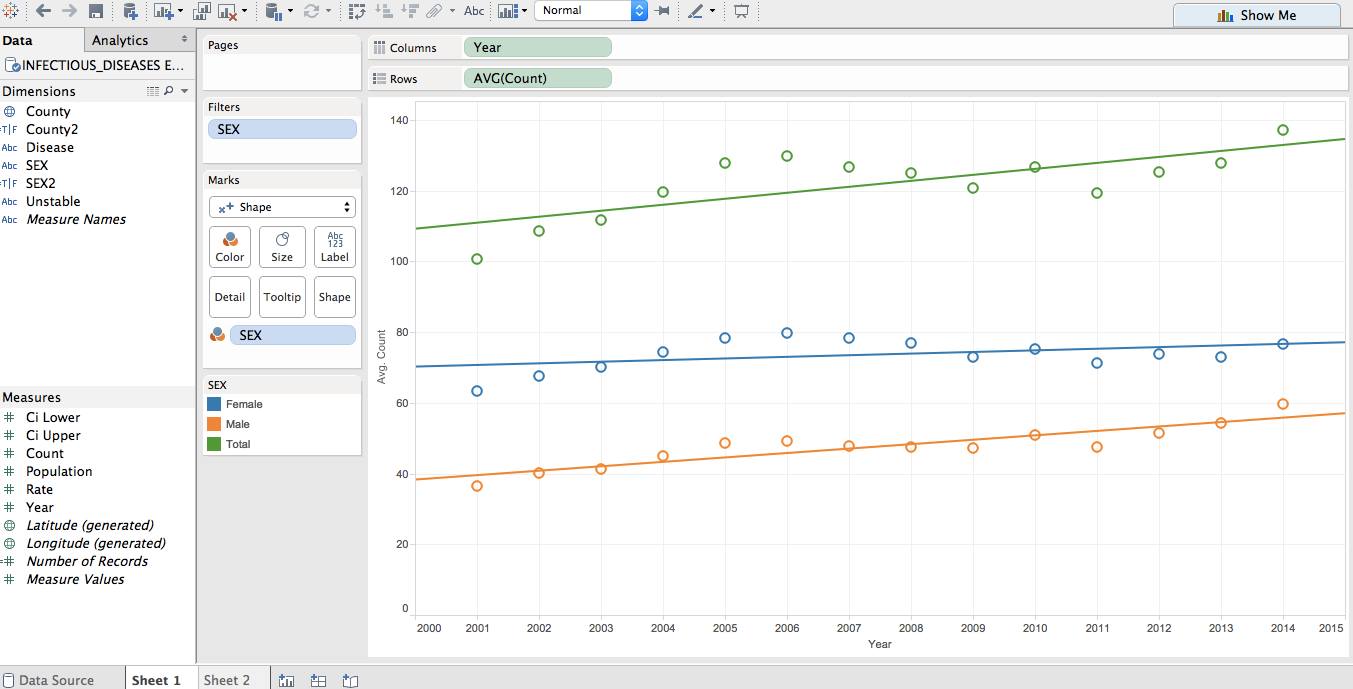 Abc
Normal
Show Me
Data
Analytics
INFECTIOUS_DISEASES E...
Dimensions
County
=T|F County2
Abc Disease
Abc SEX
=T|F SEX2
Abc Unstable
Abc Measure Names
Measures
# Ci Lower
# Ci Upper
# Count
# Population
# Rate
# Year
Latitude (generated)
Longitude (generated)
=# Number of Records
# Measure Values
Pages
Filters
SEX
Marks
Shape
Color
Size
Abc
123
Label
Detail
Tooltip
Shape
SEX
SEX
Female
Male
Total
Columns
Year
Rows
AVG(Count)
140
120
100
80
60
40
20
0
Avg. Count
2000 2001 2002 2003 2004 2005 2006 2007 2008 2009 2010 2011 2012 2013 2014 2015
Year
Data Source
Sheet 1
Sheet 2